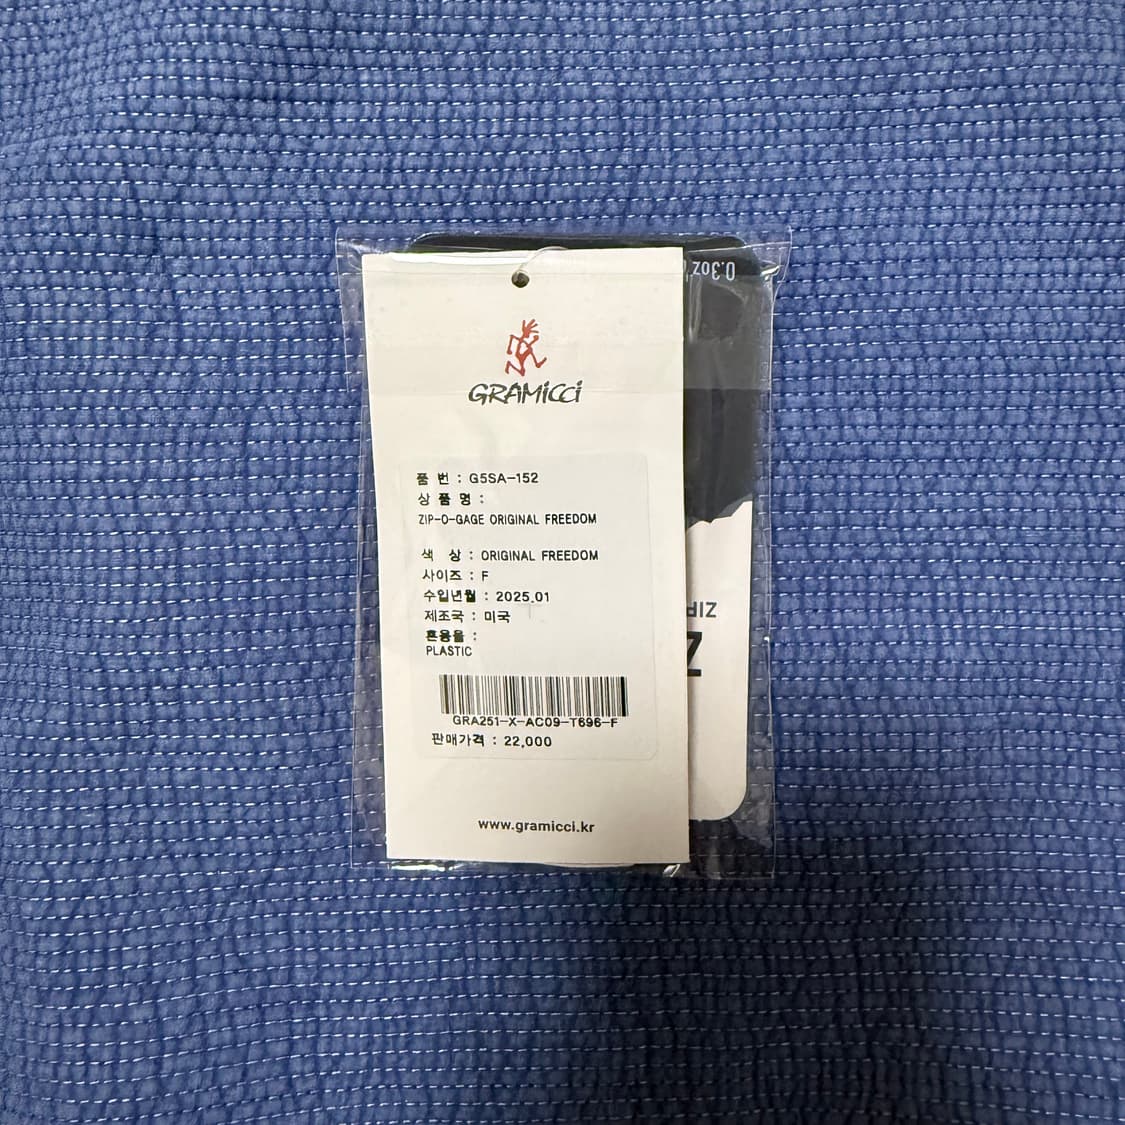 GRAMiCCi
품 번 : G5SA-152
상 품 명 :
ZIP-O-GAGE ORIGINAL FREEDOM
색 상 : ORIGINAL FREEDOM
사이즈 : F
수입년월 : 2025.01
제조국 : 미국
혼용율 :
PLASTIC
GRA251-X-AC09-T696-F
판매가격 : 22,000
www.gramicci.kr
0.3oz
ZIP
Z